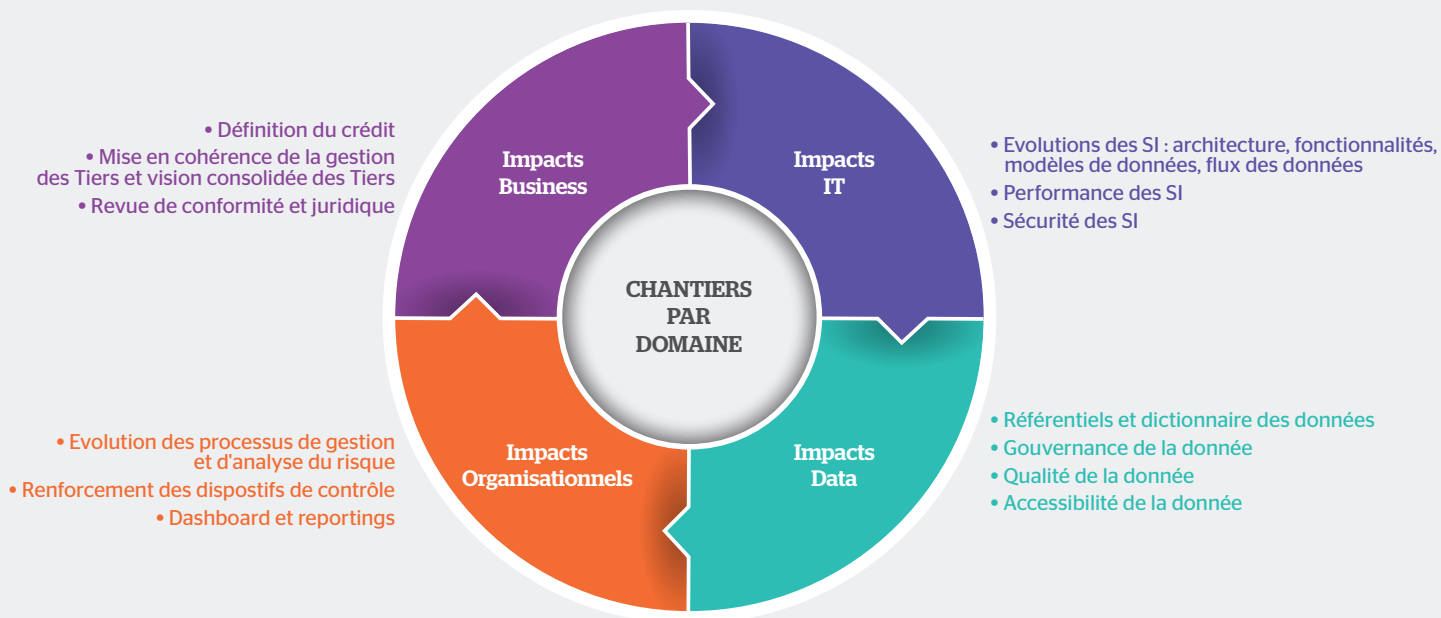 • Définition du crédit
• Mise en cohérence de la gestion
des Tiers et vision consolidée des Tiers
• Revue de conformité et juridique
Impacts
Business
Impacts
IT
• Evolutions des SI : architecture, fonctionnalités,
modèles de données, flux des données
• Performance des SI
• Sécurité des SI
CHANTIERS
PAR
DOMAINE
• Evolution des processus de gestion
et d'analyse du risque
• Renforcement des dispostifs de contrôle
• Dashboard et reportings
Impacts
Organisationnels
Impacts
Data
• Référentiels et dictionnaire des données
• Gouvernance de la donnée
• Qualité de la donnée
• Accessibilité de la donnée